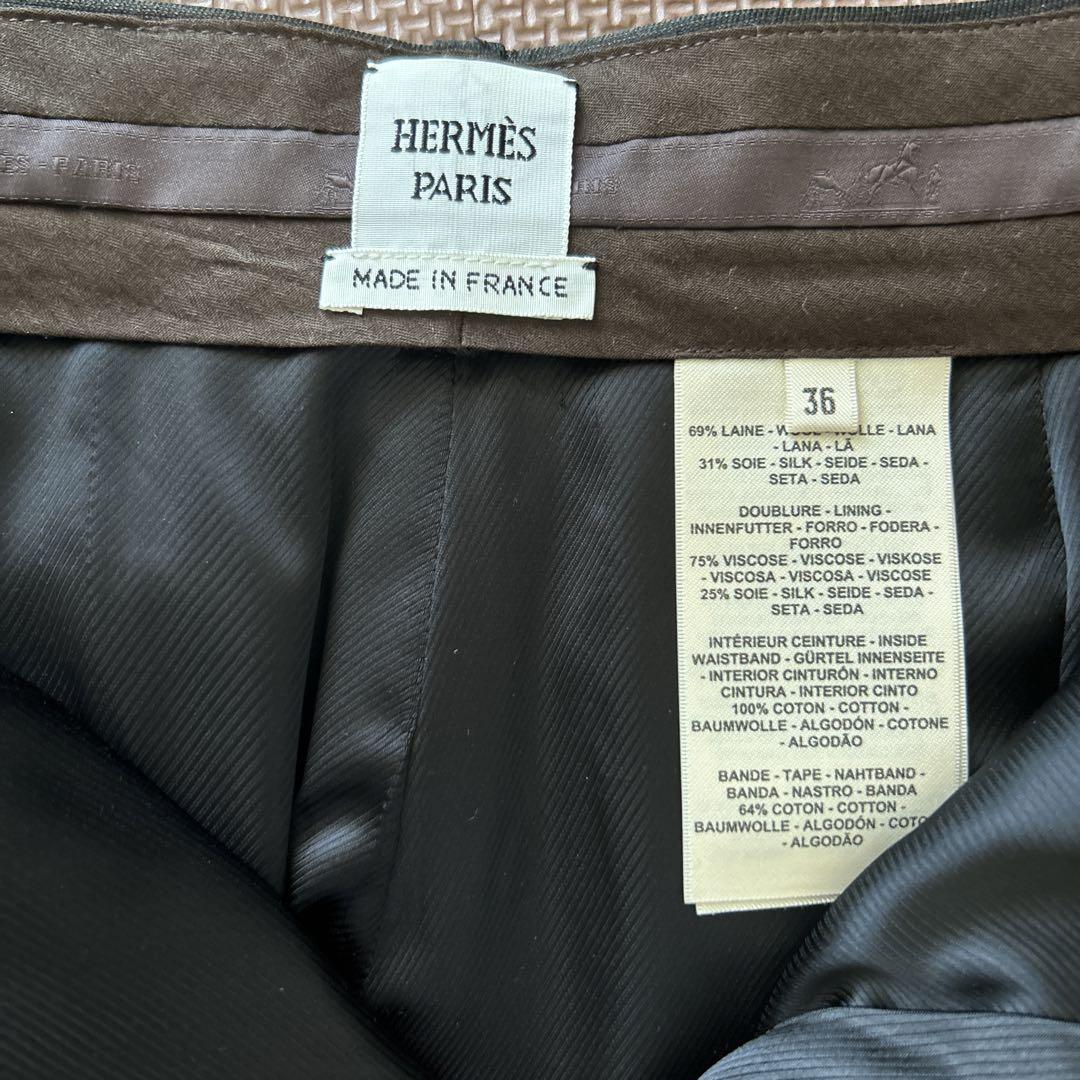 HERMÈS
PARIS
ES - PARIS
RIS
MADE IN FRANCE
36
69% LAINE - WOOL - WOLLE - LANA
- LANA - LÃ
31% SOIE - SILK - SEIDE - SEDA -
SETA - SEDA
DOUBLURE - LINING -
INNENFUTTER - FORRO - FODERA -
FORRO
75% VISCOSE - VISCOSE - VISKOSE
- VISCOSA - VISCOSA - VISCOSE
25% SOIE - SILK - SEIDE - SEDA -
SETA - SEDA
INTÉRIEUR CEINTURE - INSIDE
WAISTBAND - GÜRTEL INNENSEITE
- INTERIOR CINTURÓN - INTERNO
CINTURA - INTERIOR CINTO
100% COTON - COTTON -
BAUMWOLLE - ALGODÓN - COTONE
- ALGODÃO
BANDE - TAPE - NAHTBAND -
BANDA - NASTRO - BANDA
64% COTON - COTTON -
BAUMWOLLE - ALGODÓN -
- ALGODÃO